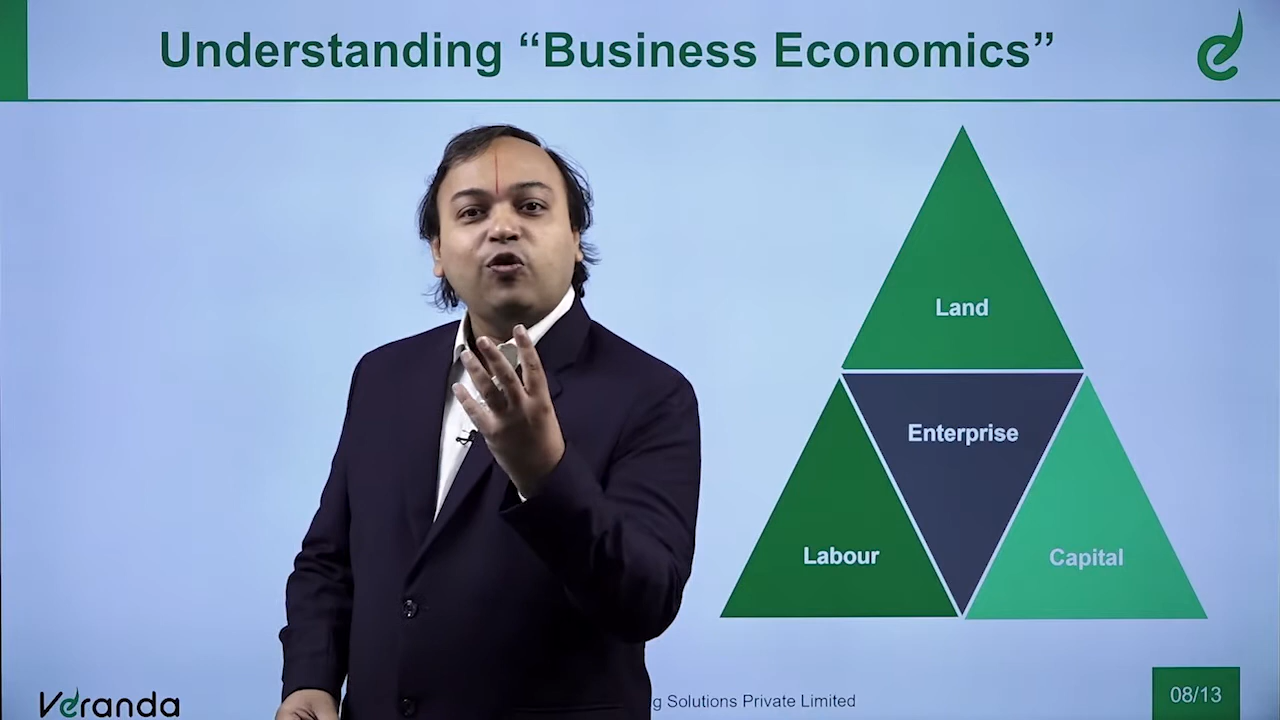 Understanding “Business Economics”
Land
Enterprise
Labour
Capital
Veranda
Solutions Private Limited
08/13